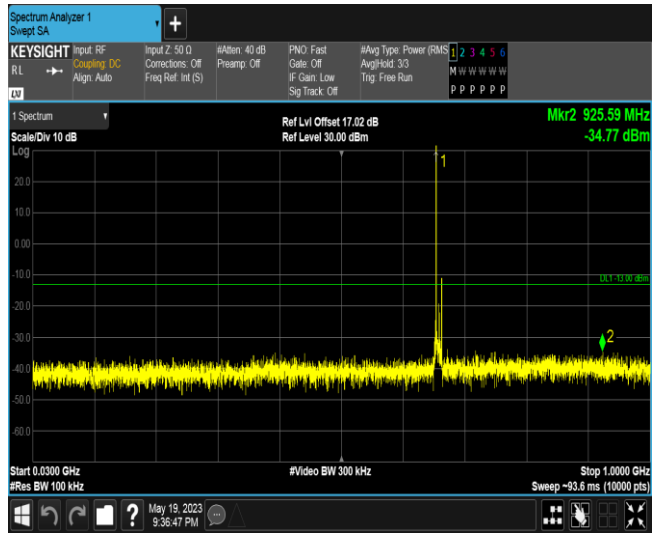 Spectrum Analyzer 1
Swept SA
+
KEYSIGHT Input: RF Input Z: 50 Ω #Atten: 40 dB PNO: Fast #Avg Type: Power (RMS 1 2 3 4 5 6
RL Coupling: DC Corrections: Off Preamp: Off Gate: Off Avg|Hold: 3/3 M W W W W W
Align: Auto Freq Ref: Int (S) IF Gain: Low Trig: Free Run
LXI Sig Track: Off P P P P P P
1 Spectrum Ref Lvl Offset 17.02 dB Mkr2 925.59 MHz
Scale/Div 10 dB Ref Level 30.00 dBm -34.77 dBm
Log
1
20.0
10.0
0.00
-10.0
DL1 -13.00 dBm
-20.0
-30.0
2
-40.0
-50.0
-60.0
Start 0.0300 GHz #Video BW 300 kHz Stop 1.0000 GHz
#Res BW 100 kHz Sweep ~93.6 ms (10000 pts)
? May 19, 2023
9:36:47 PM